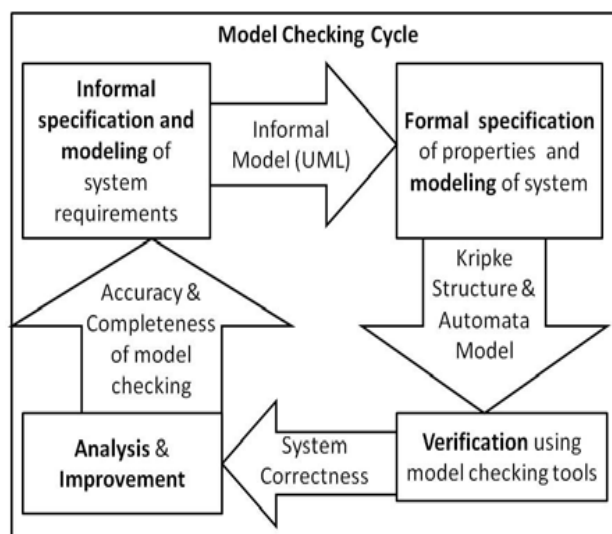 Model Checking Cycle
Informal
specification and
modeling of
system
requirements
Informal
Model (UML)
Formal specification
of properties and
modeling of system
Kripke
Structure &
Automata
Model
Verification using
model checking tools
System
Correctness
Analysis &
Improvement
Accuracy &
Completeness
of model
checking